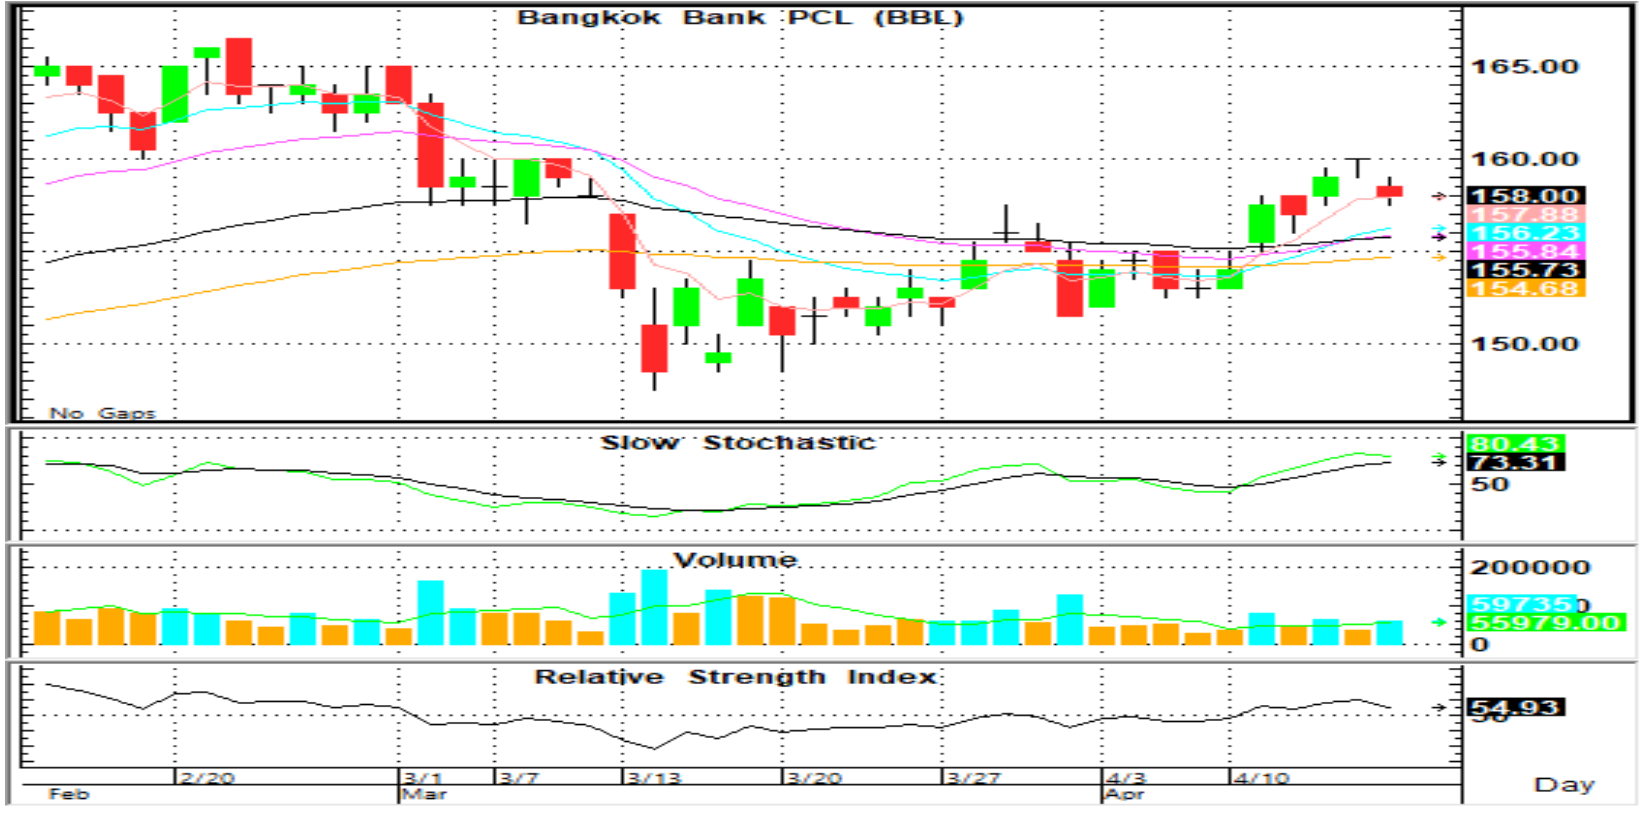 Bangkok Bank PCL (BBL)
165.00
160.00
158.00
157.88
156.23
155.84
155.73
154.68
150.00
No Gaps
Slow Stochastic
80.43
73.31
50
Volume
200000
59735
55979.00
0
Relative Strength Index
54.93
2/20 3/1 3/7 3/13 3/20 3/27 4/3 4/10
Feb Mar Apr
Day